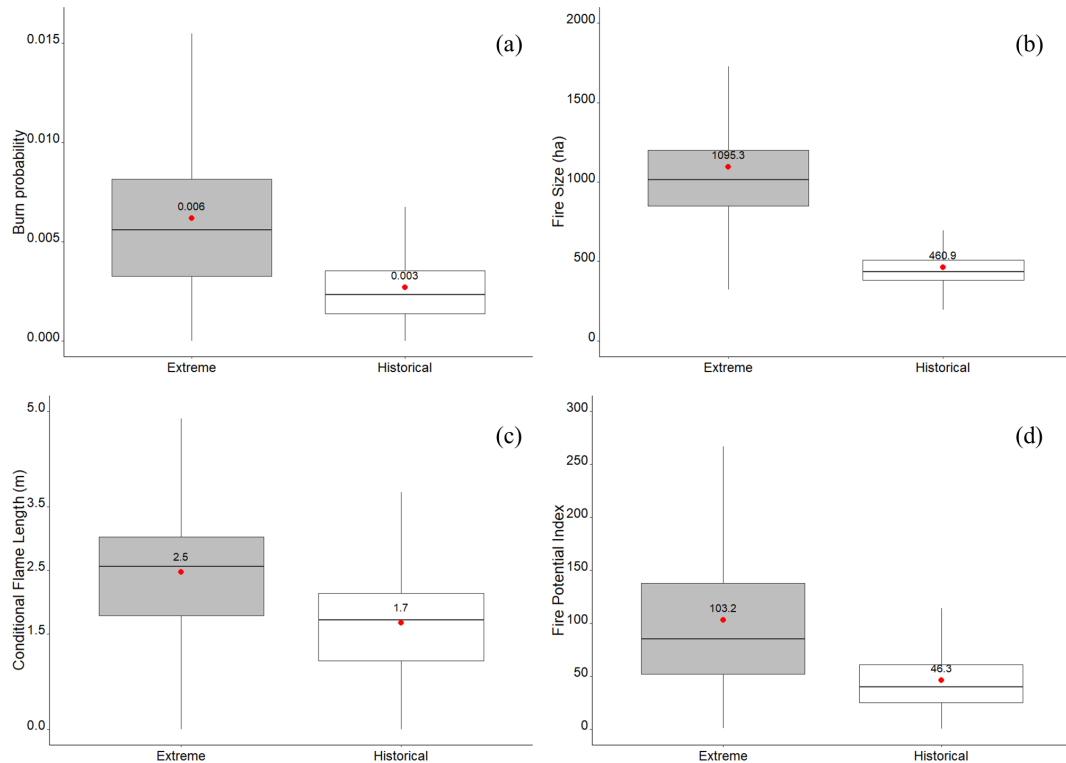 (a)
Burn probability
0.015
0.010
0.005
0.000
0.006
0.003
Extreme
Historical
(b)
Fire Size (ha)
2000
1500
1000
500
0
1095.3
460.9
Extreme
Historical
(c)
Conditional Flame Length (m)
5.0
3.5
2.5
1.5
0.0
2.5
1.7
Extreme
Historical
(d)
Fire Potential Index
300
250
200
150
100
50
0
103.2
46.3
Extreme
Historical